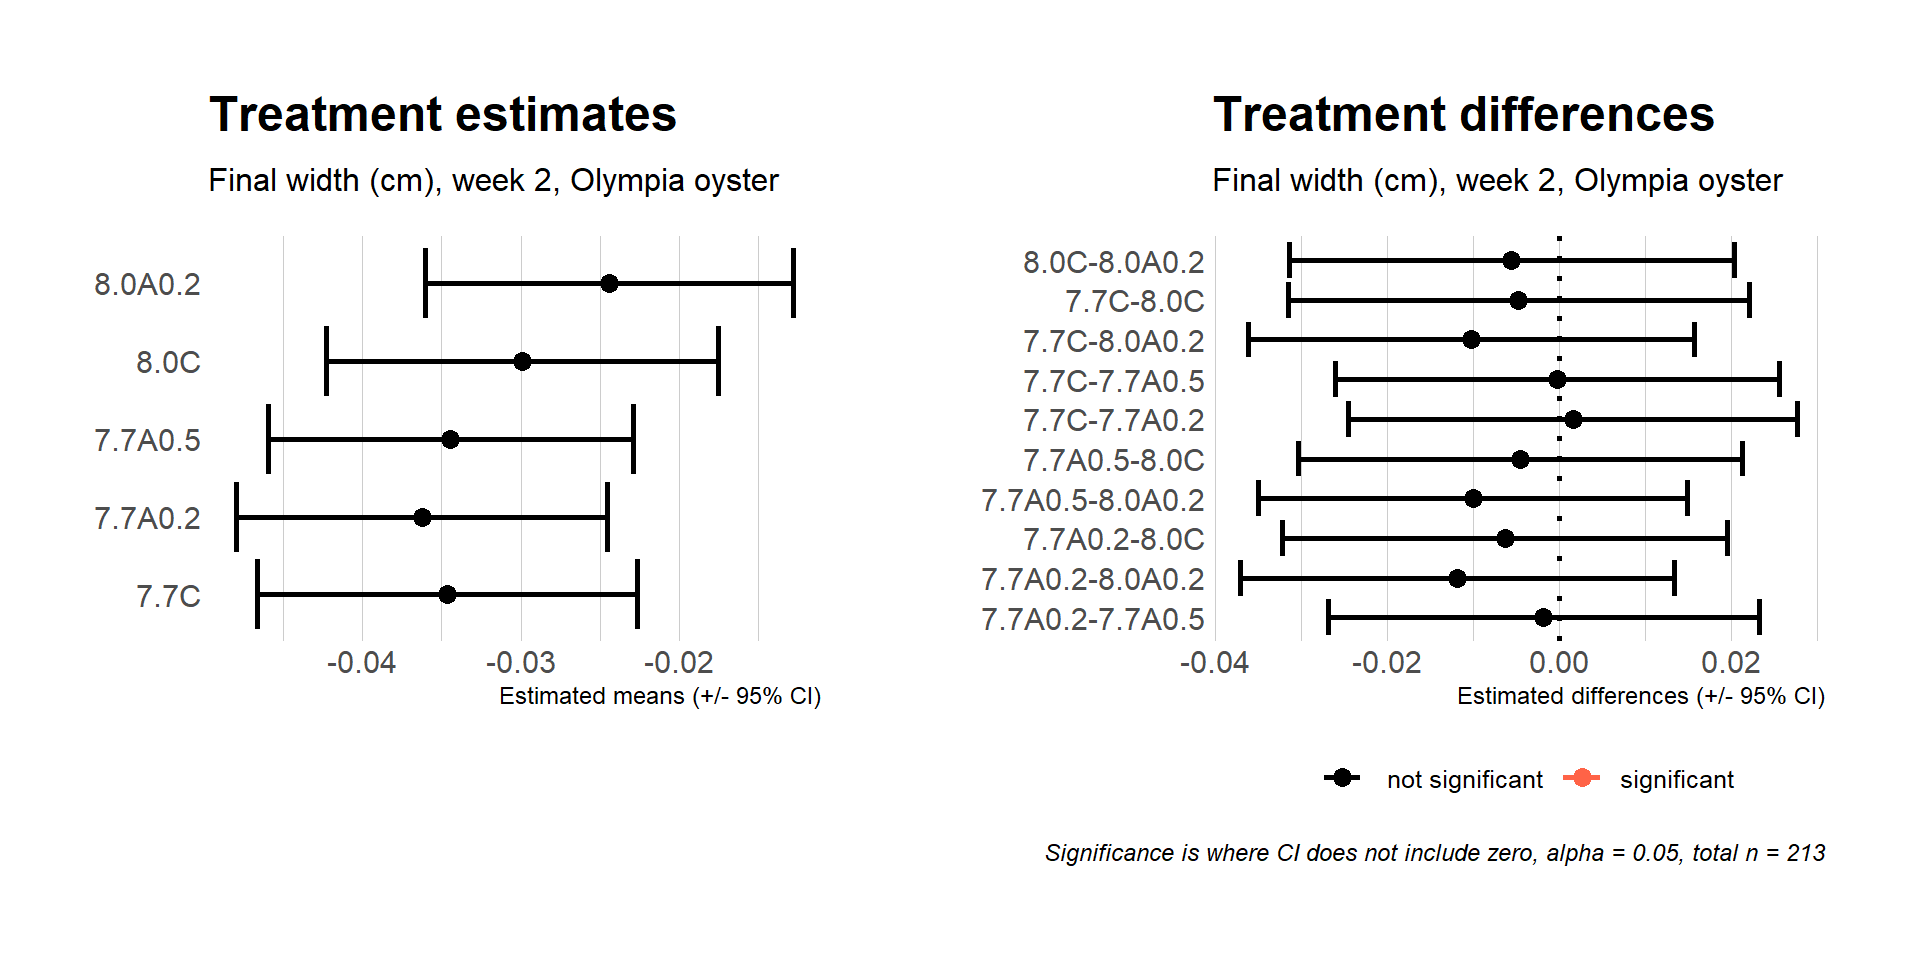 Treatment estimates
Final width (cm), week 2, Olympia oyster
8.0A0.2
8.0C
7.7A0.5
7.7A0.2
7.7C
-0.04 -0.03 -0.02
Estimated means (+/- 95% CI)
Treatment differences
Final width (cm), week 2, Olympia oyster
8.0C-8.0A0.2
7.7C-8.0C
7.7C-8.0A0.2
7.7C-7.7A0.5
7.7C-7.7A0.2
7.7A0.5-8.0C
7.7A0.5-8.0A0.2
7.7A0.2-8.0C
7.7A0.2-8.0A0.2
7.7A0.2-7.7A0.5
-0.04 -0.02 0.00 0.02
Estimated differences (+/- 95% CI)
not significant significant
Significance is where CI does not include zero, alpha = 0.05, total n = 213